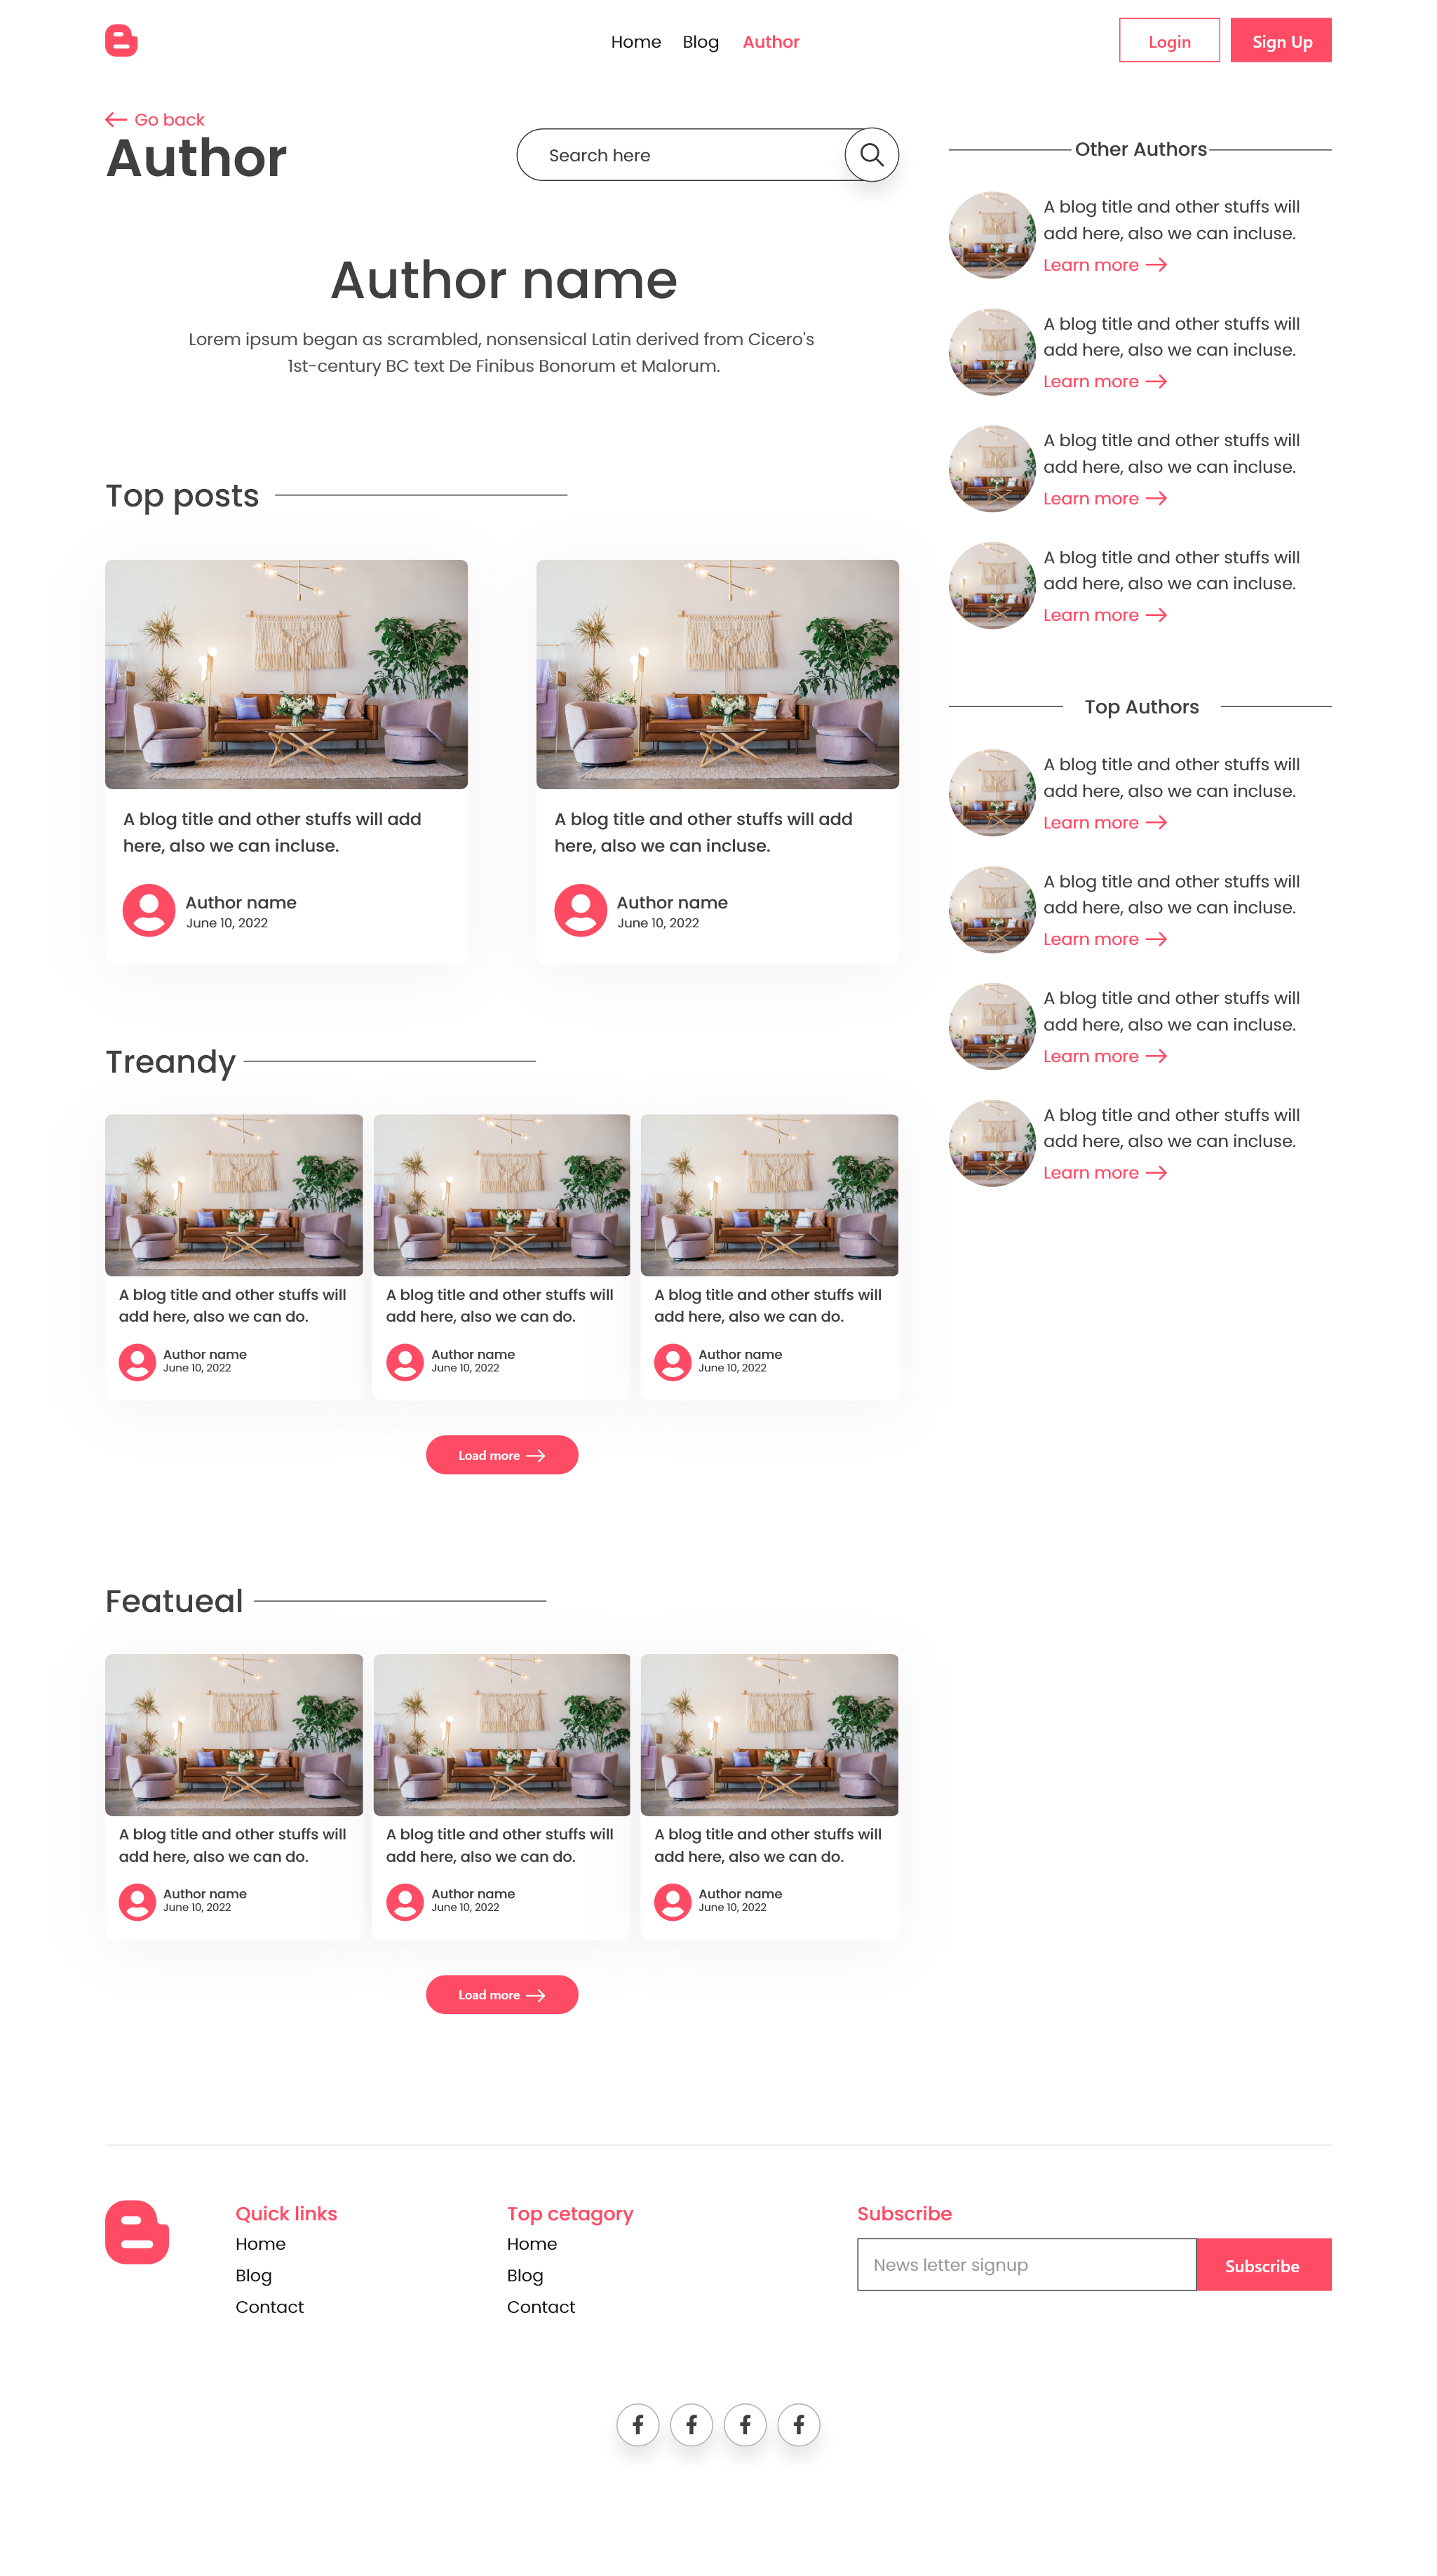 Home Blog Author Login Sign Up
Go back
Author
Search here
Author name
Lorem ipsum began as scrambled, nonsensical Latin derived from Cicero's
1st-century BC text De Finibus Bonorum et Malorum.
Top posts
A blog title and other stuffs will add
here, also we can incluse.
Author name
June 10, 2022
A blog title and other stuffs will add
here, also we can incluse.
Author name
June 10, 2022
Treandy
A blog title and other stuffs will
add here, also we can do.
Author name
June 10, 2022
A blog title and other stuffs will
add here, also we can do.
Author name
June 10, 2022
A blog title and other stuffs will
add here, also we can do.
Author name
June 10, 2022
Load more
Featueal
A blog title and other stuffs will
add here, also we can do.
Author name
June 10, 2022
A blog title and other stuffs will
add here, also we can do.
Author name
June 10, 2022
A blog title and other stuffs will
add here, also we can do.
Author name
June 10, 2022
Load more
Other Authors
A blog title and other stuffs will
add here, also we can incluse.
Learn more
A blog title and other stuffs will
add here, also we can incluse.
Learn more
A blog title and other stuffs will
add here, also we can incluse.
Learn more
A blog title and other stuffs will
add here, also we can incluse.
Learn more
Top Authors
A blog title and other stuffs will
add here, also we can incluse.
Learn more
A blog title and other stuffs will
add here, also we can incluse.
Learn more
A blog title and other stuffs will
add here, also we can incluse.
Learn more
A blog title and other stuffs will
add here, also we can incluse.
Learn more
Quick links
Home
Blog
Contact
Top cetagory
Home
Blog
Contact
Subscribe
News letter signup
Subscribe